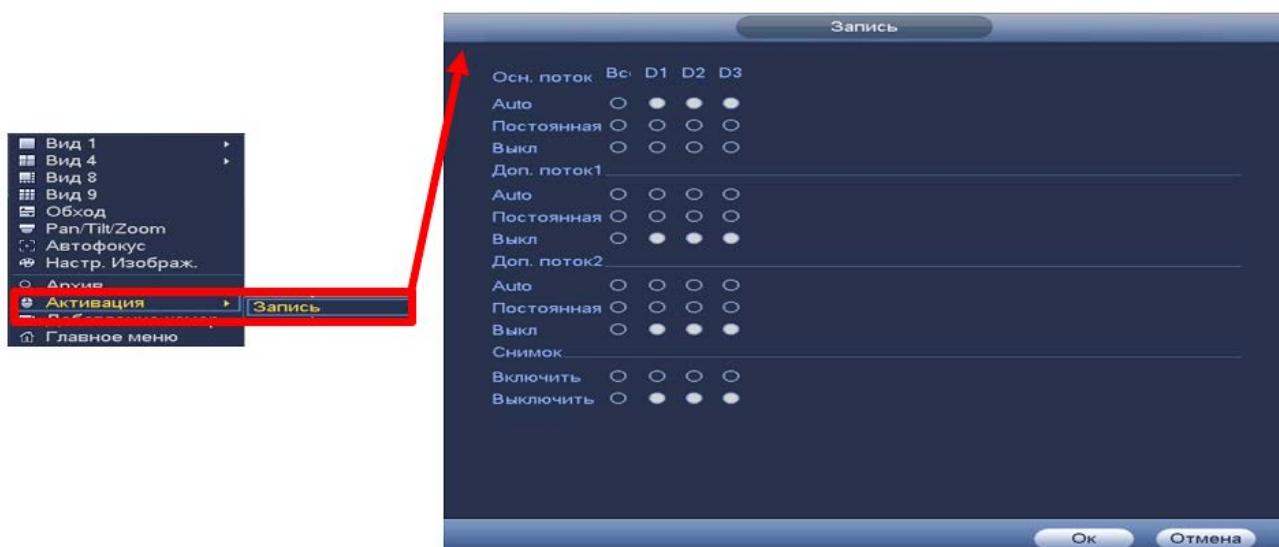 Вид 1
Вид 4
Вид 8
Вид 9
Обход
Pan/Tilt/Zoom
Автофокус
Настр. Изображ.
Архив
Активация
Запись
Главное меню
Запись
Осн. поток D1 D2 D3
Auto
Постоянная
Выкл
Доп. поток1
Auto
Постоянная
Выкл
Доп. поток2
Auto
Постоянная
Выкл
Снимок
Включить
Выключить
Ок Отмена